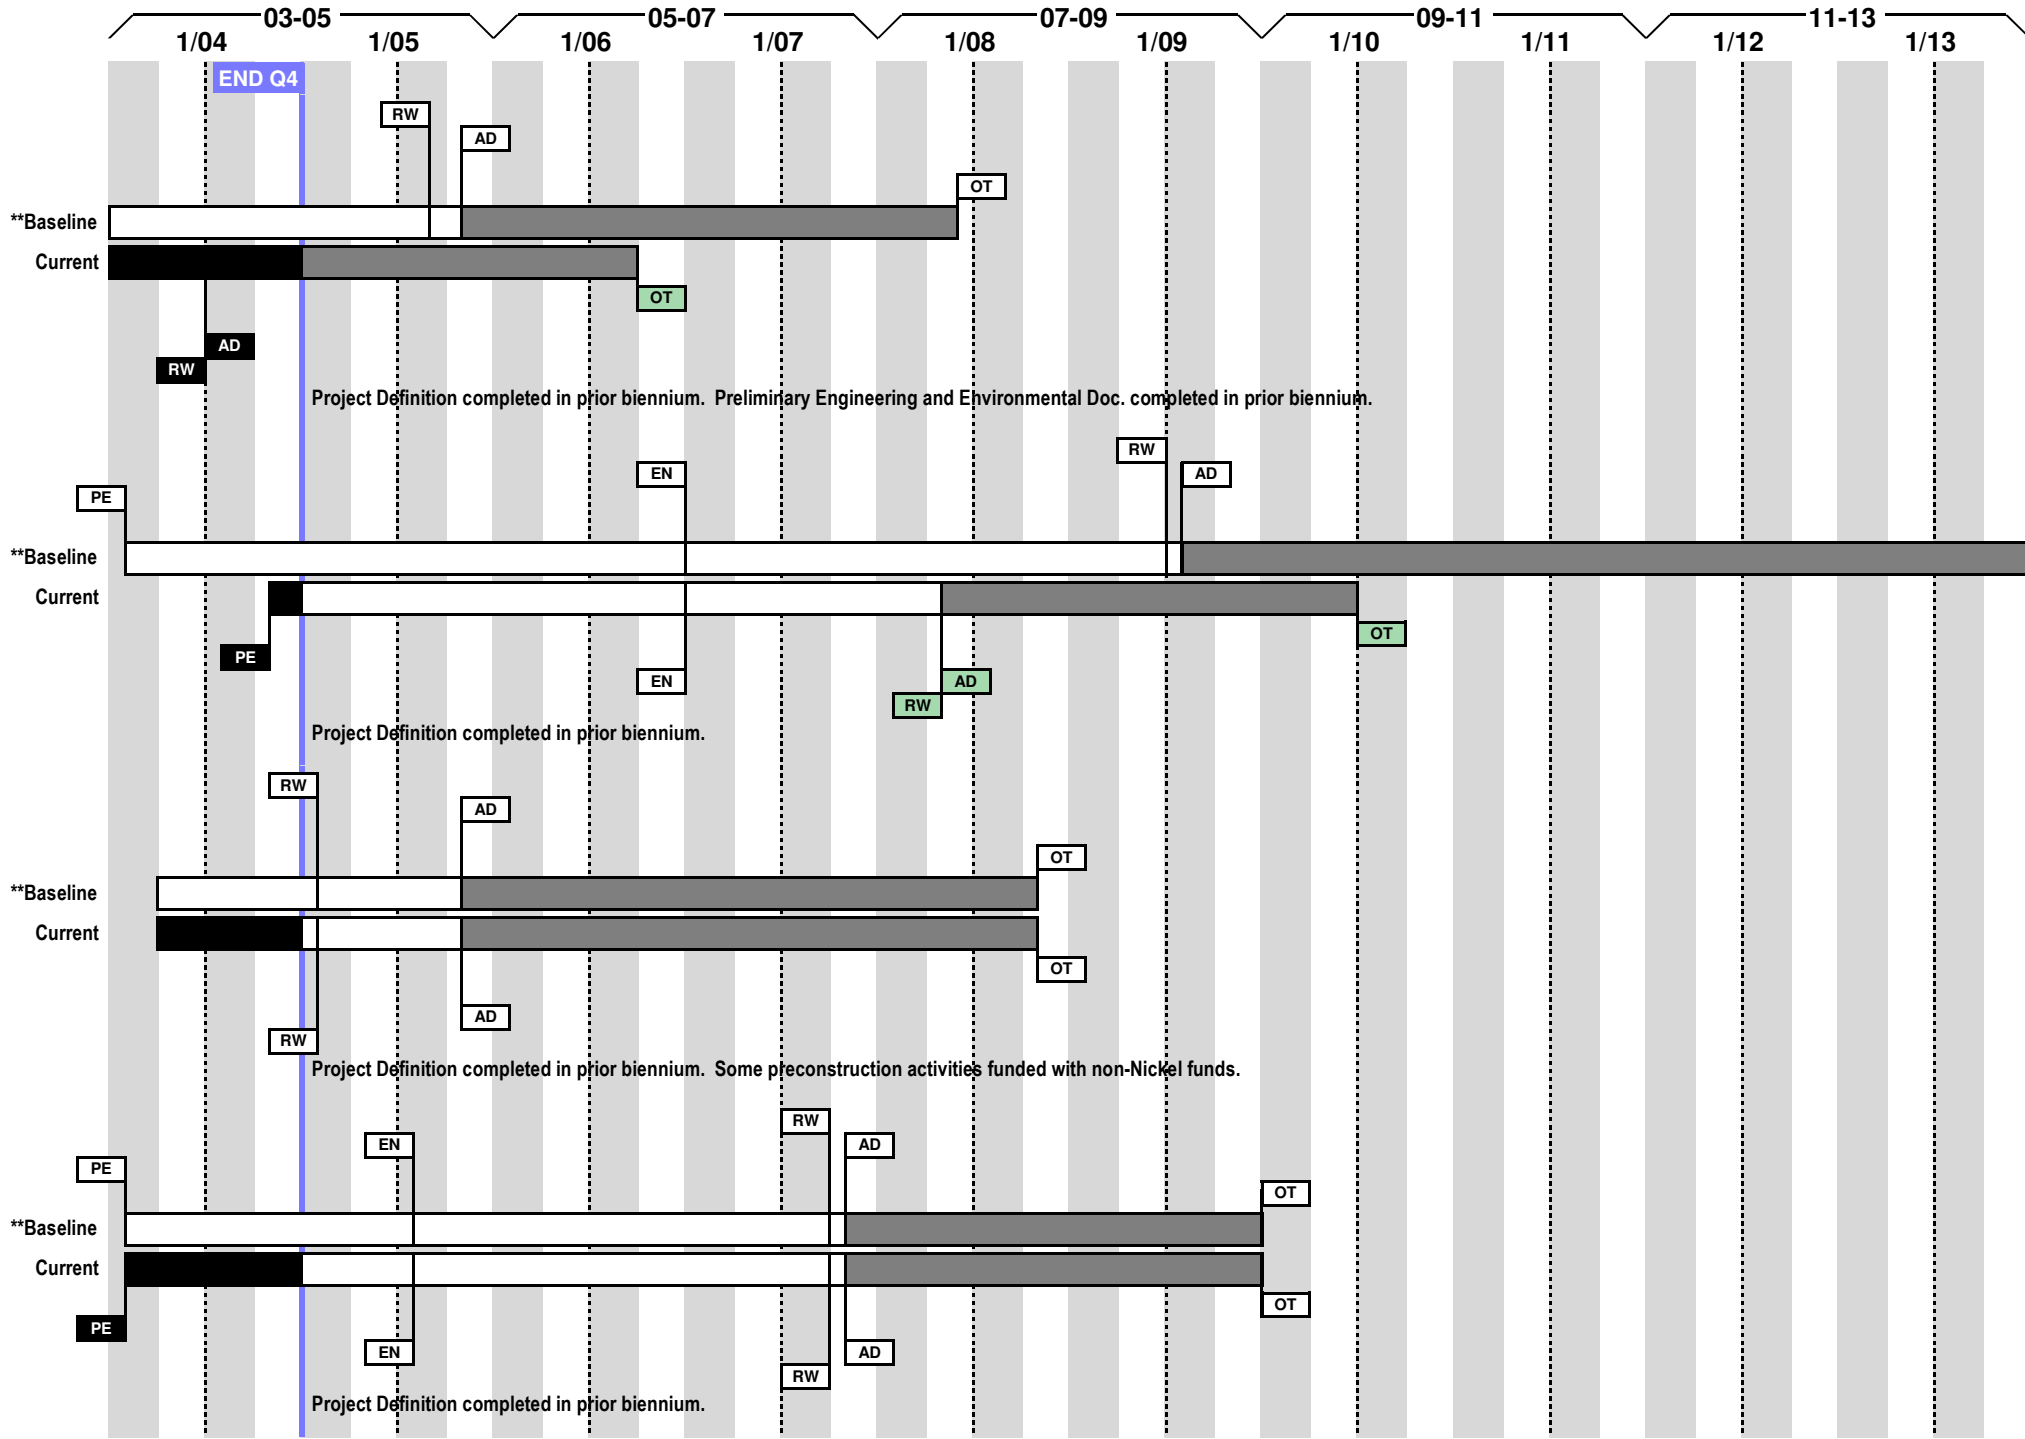 03-05 05-07 07-09 09-11 11-13
1/04 1/05 1/06 1/07 1/08 1/09 1/10 1/11 1/12 1/13
END Q4
RW
AD
OT
**Baseline
Current
OT
AD
RW
Project Definition completed in prior biennium. Preliminary Engineering and Environmental Doc. completed in prior biennium.
RW
EN AD
PE
**Baseline
Current
OT
PE
EN AD
RW
Project Definition completed in prior biennium.
RW
AD
OT
**Baseline
Current
OT
AD
RW
Project Definition completed in prior biennium. Some preconstruction activities funded with non-Nickel funds.
RW
EN AD
PE
OT
**Baseline
Current
OT
PE
EN AD
RW
Project Definition completed in prior biennium.